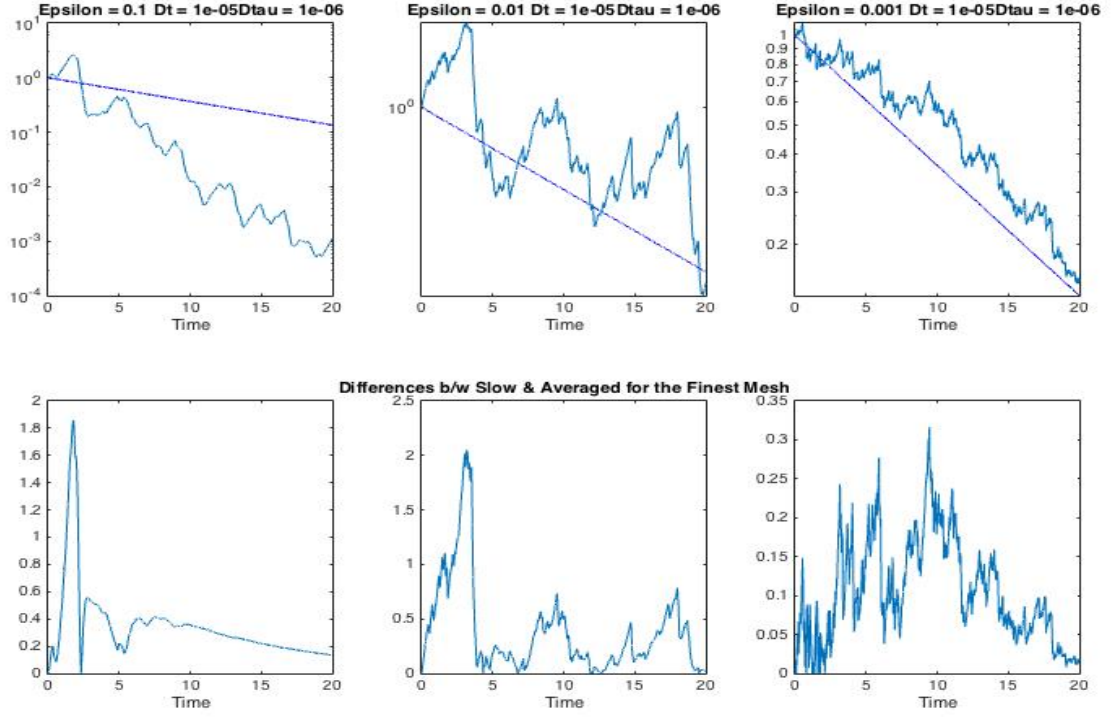 Epsilon = 0.1 Dt = 1e-05Dtau = 1e-06
10^1
10^0
10^-1
10^-2
10^-3
10^-4
0 5 10 15 20
Time
Epsilon = 0.01 Dt = 1e-05Dtau = 1e-06
10^0
0 5 10 15 20
Time
Epsilon = 0.001 Dt = 1e-05Dtau = 1e-06
1
0.9
0.8
0.7
0.6
0.5
0.4
0.3
0.2
0 5 10 15 20
Time
Differences b/w Slow & Averaged for the Finest Mesh
2
1.8
1.6
1.4
1.2
1
0.8
0.6
0.4
0.2
0
0 5 10 15 20
Time
2.5
2
1.5
1
0.5
0
0 5 10 15 20
Time
0.35
0.3
0.25
0.2
0.15
0.1
0.05
0
0 5 10 15 20
Time